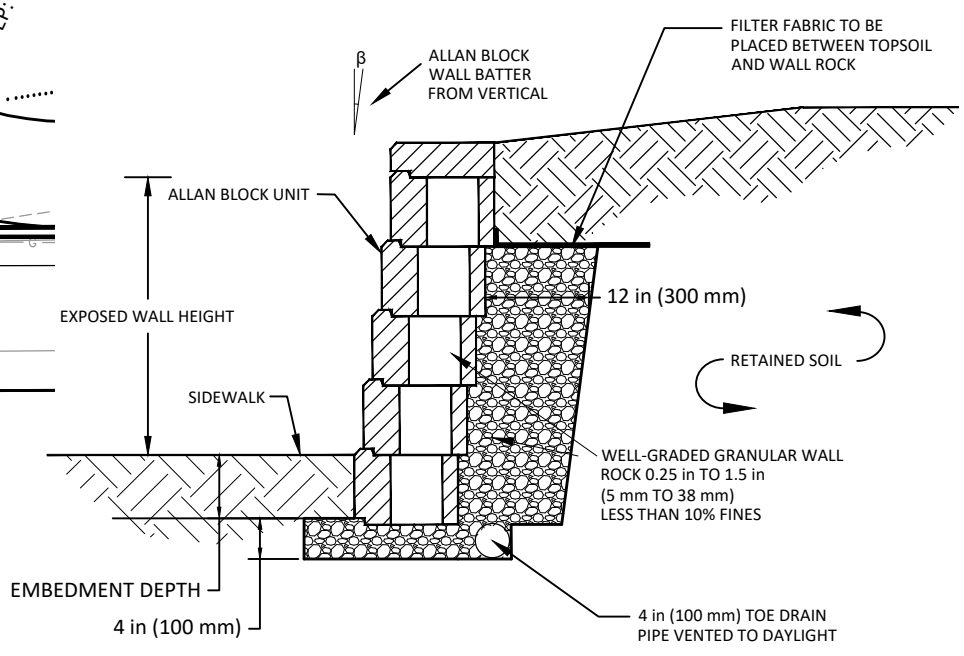 FILTER FABRIC TO BE
PLACED BETWEEN TOPSOIL
AND WALL ROCK
β
ALLAN BLOCK
WALL BATTER
FROM VERTICAL
ALLAN BLOCK UNIT
12 in (300 mm)
EXPOSED WALL HEIGHT
RETAINED SOIL
SIDEWALK
WELL-GRADED GRANULAR WALL
ROCK 0.25 in TO 1.5 in
(5 mm TO 38 mm)
LESS THAN 10% FINES
EMBEDMENT DEPTH
4 in (100 mm)
4 in (100 mm) TOE DRAIN
PIPE VENTED TO DAYLIGHT
G